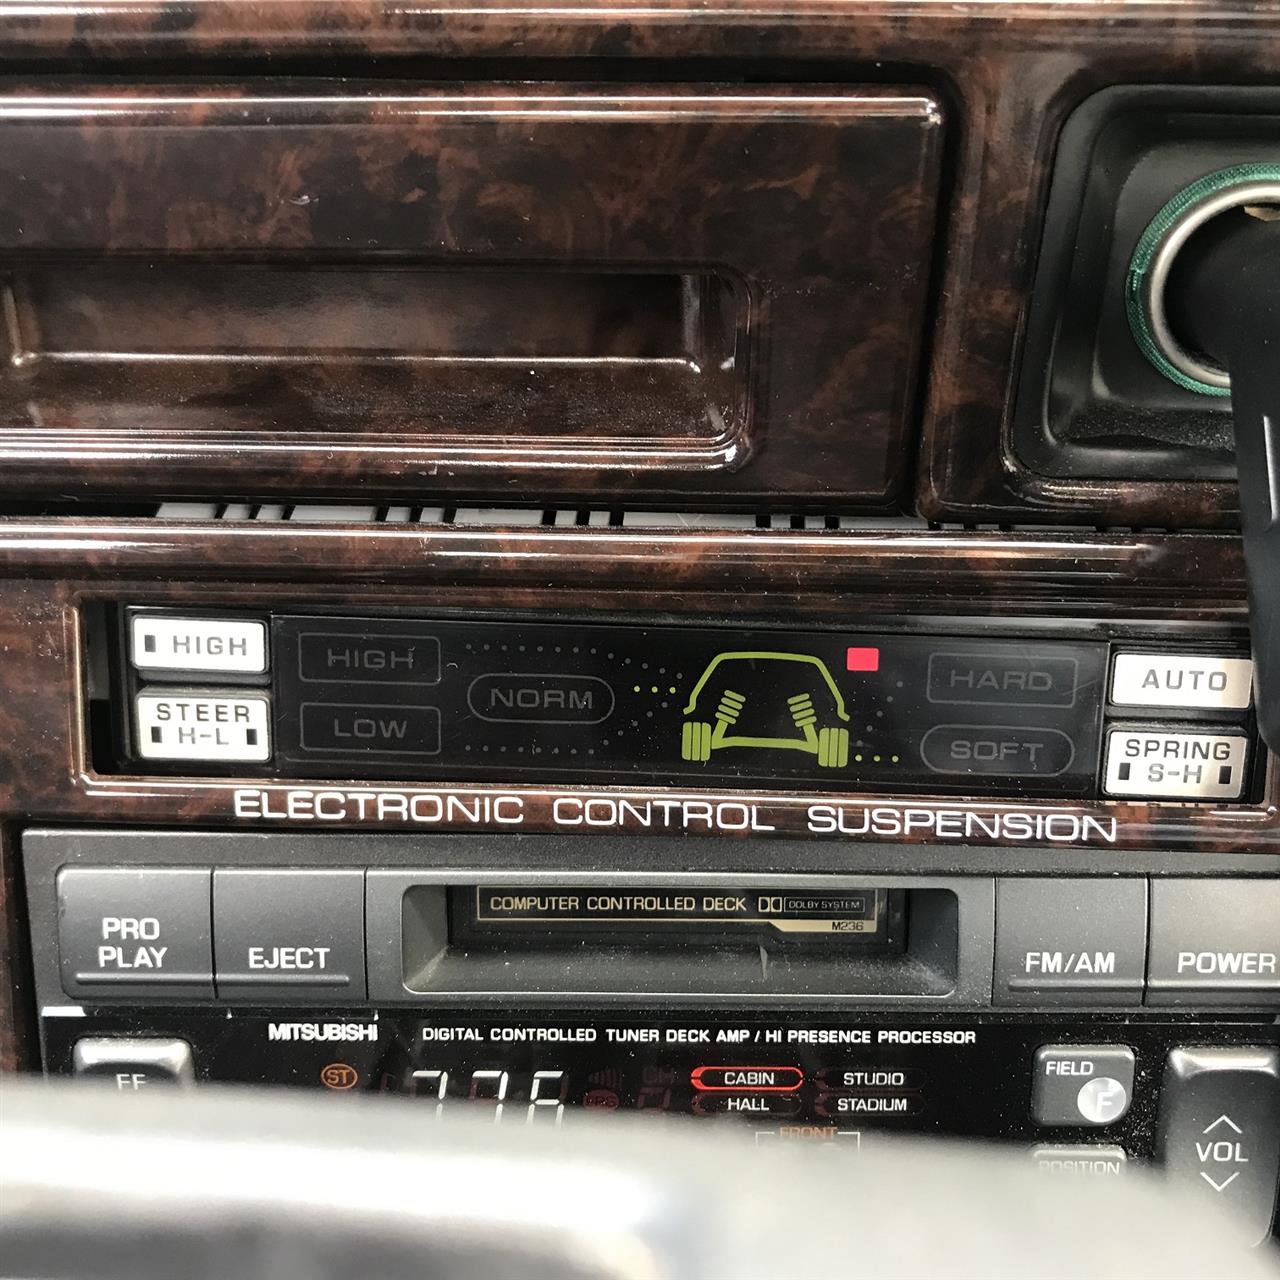 HIGH
STEER
H-L
HIGH
NORM
LOW
HARD
SOFT
AUTO
SPRING
S-H
ELECTRONIC CONTROL SUSPENSION
PRO
PLAY
EJECT
COMPUTER CONTROLLED DECK DOLBY SYSTEM
M236
FM/AM
POWER
MITSUBISHI DIGITAL CONTROLLED TUNER DECK AMP / HI PRESENCE PROCESSOR
ST
CABIN STUDIO
HALL STADIUM
FRONT
FIELD
F
POSITION
VOL